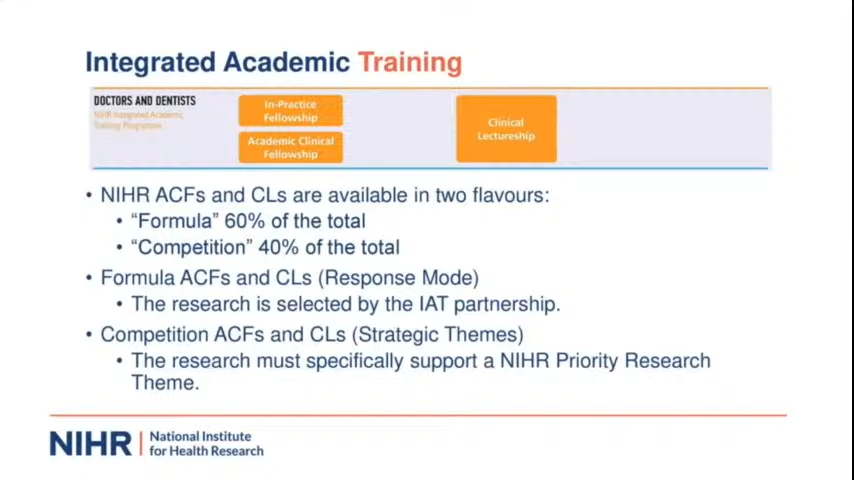 Integrated Academic Training
DOCTORS AND DENTISTS
NIHR Integrated Academic
Training Programme
In-Practice
Fellowship
Academic Clinical
Fellowship
Clinical
Lectureship
• NIHR ACFs and CLs are available in two flavours:
• “Formula” 60% of the total
• “Competition” 40% of the total
• Formula ACFs and CLs (Response Mode)
• The research is selected by the IAT partnership.
• Competition ACFs and CLs (Strategic Themes)
• The research must specifically support a NIHR Priority Research
Theme.
NIHR | National Institute
for Health Research